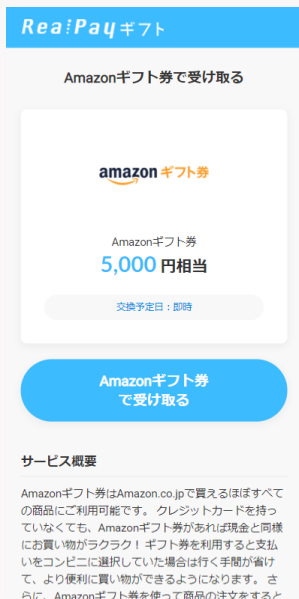 RealPay ギフト
Amazonギフト券で受け取る
amazon ギフト券
Amazonギフト券
5,000 円相当
交換予定日：即時
Amazonギフト券
で受け取る
サービス概要
Amazonギフト券はAmazon.co.jpで買えるほぼすべて
の商品にご利用可能です。 クレジットカードを持っ
ていなくても、Amazonギフト券があれば現金と同様
にお買い物がラクラク！ ギフト券を利用すると支払
いをコンビニに選択していた場合は行く手間が省け
て、より便利に買い物ができるようになります。 さ
らに、Amazonギフト券を使って商品の注文をすると